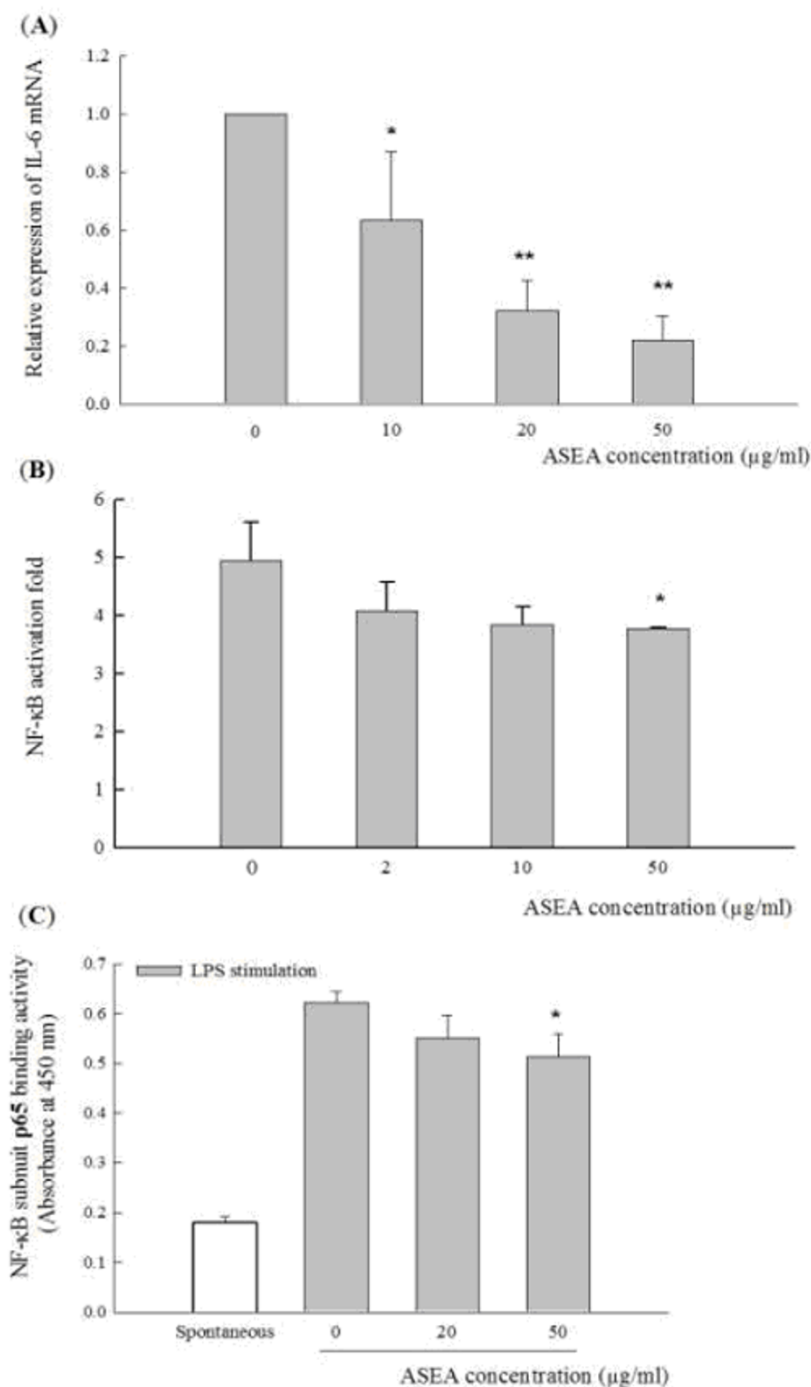 (A)
Relative expression of IL-6 mRNA
1.2
1.0
0.8
0.6
0.4
0.2
0.0
*
**
**
0 10 20 50
ASEA concentration (µg/ml)
(B)
NF-κB activation fold
6
5
4
3
2
1
0
*
0 2 10 50
ASEA concentration (µg/ml)
(C)
NF-κB subnuit p65 binding activity
(Absorbance at 450 nm)
0.7
0.6
0.5
0.4
0.3
0.2
0.1
0.0
LPS stimulation
*
Spontaneous 0 20 50
ASEA concentration (µg/ml)